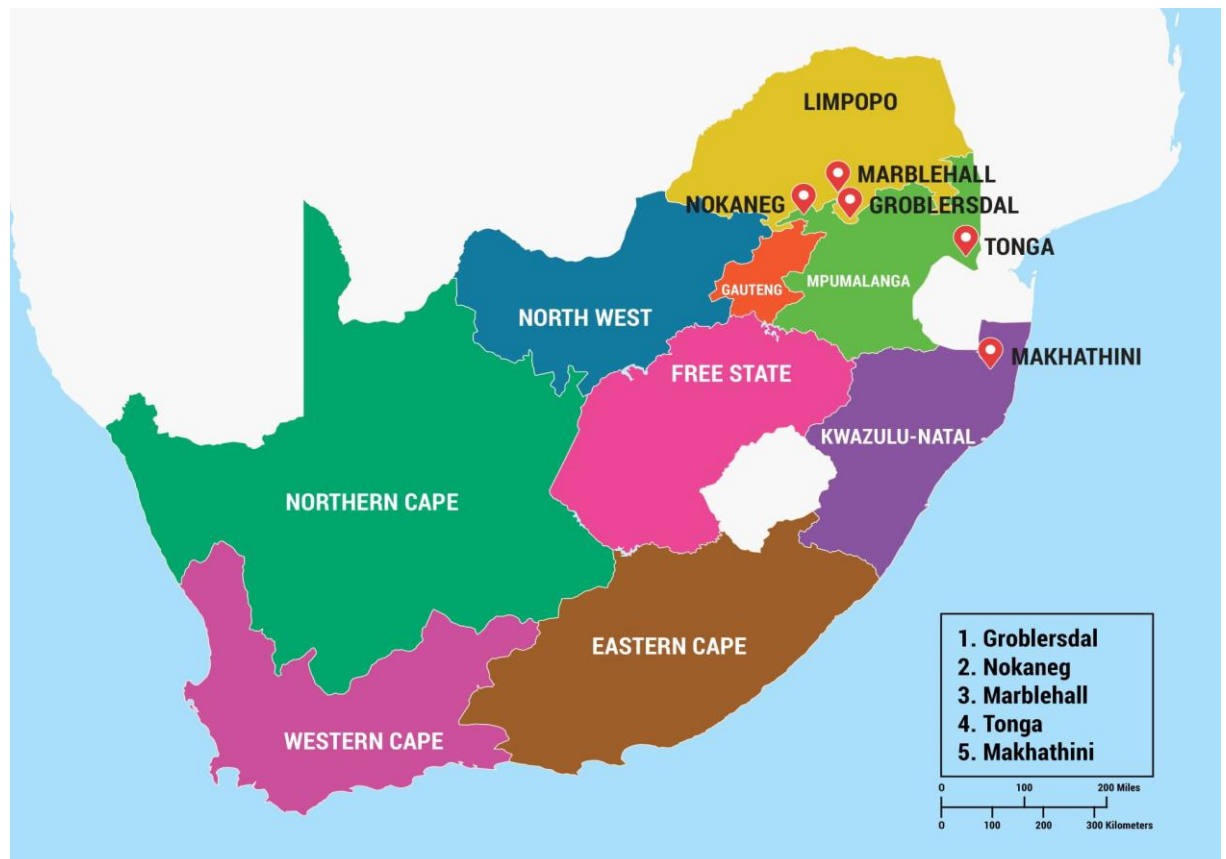 LIMPOPO
MARBLEHALL
NOKANEG
GROBLERSDAL
TONGA
MPUMALANGA
GAUTENG
NORTH WEST
MAKHATHINI
FREE STATE
KWAZULU-NATAL
NORTHERN CAPE
EASTERN CAPE
WESTERN CAPE
1. Groblersdal
2. Nokaneg
3. Marblehall
4. Tonga
5. Makhathini
0 100 200 Miles
0 100 200 300 Kilometers